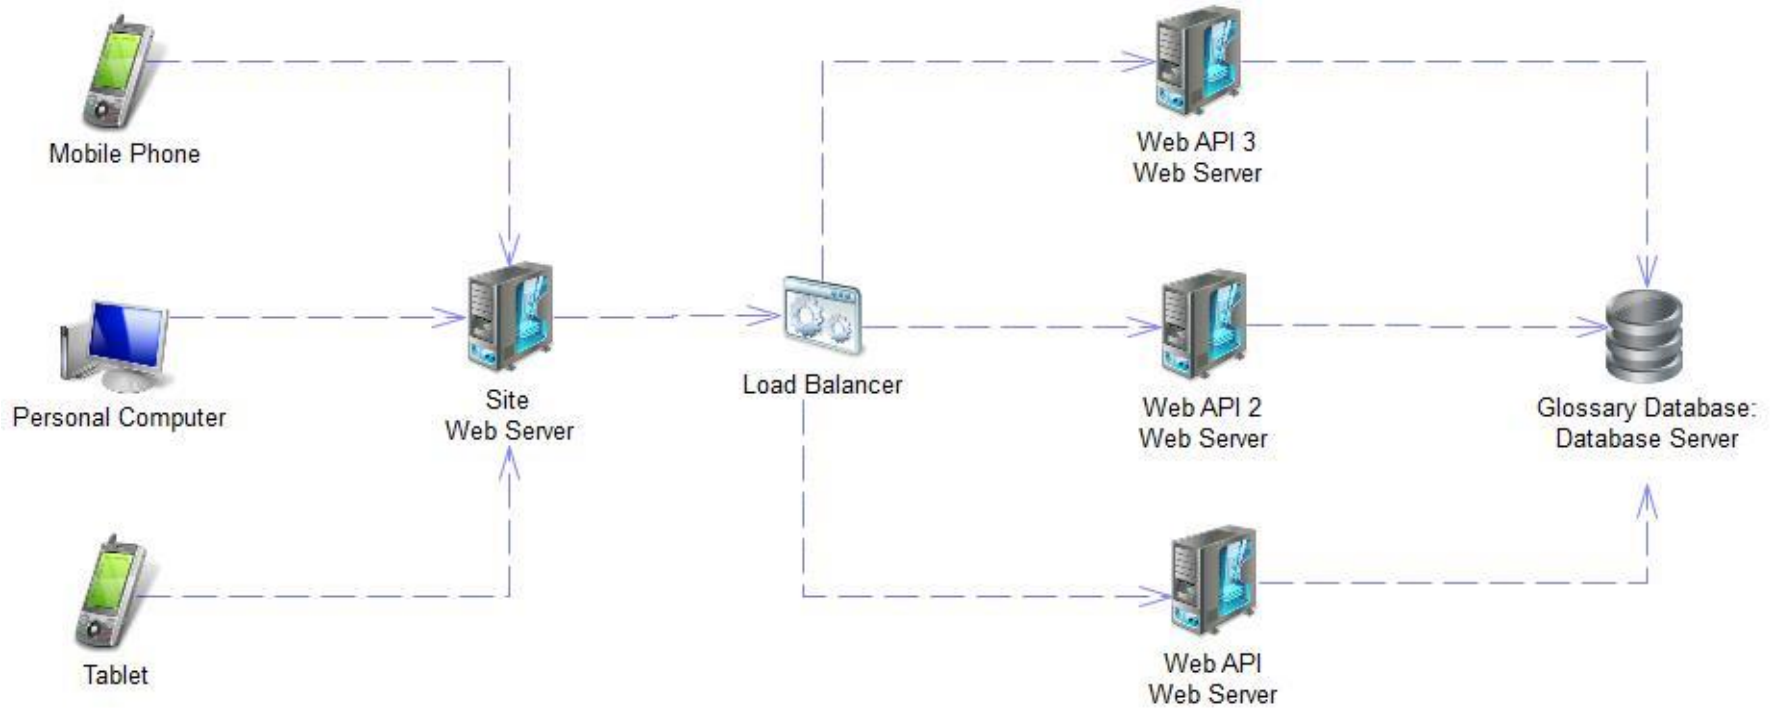 Mobile Phone
Personal Computer
Tablet
Site
Web Server
Load Balancer
Web API 3
Web Server
Web API 2
Web Server
Web API
Web Server
Glossary Database:
Database Server